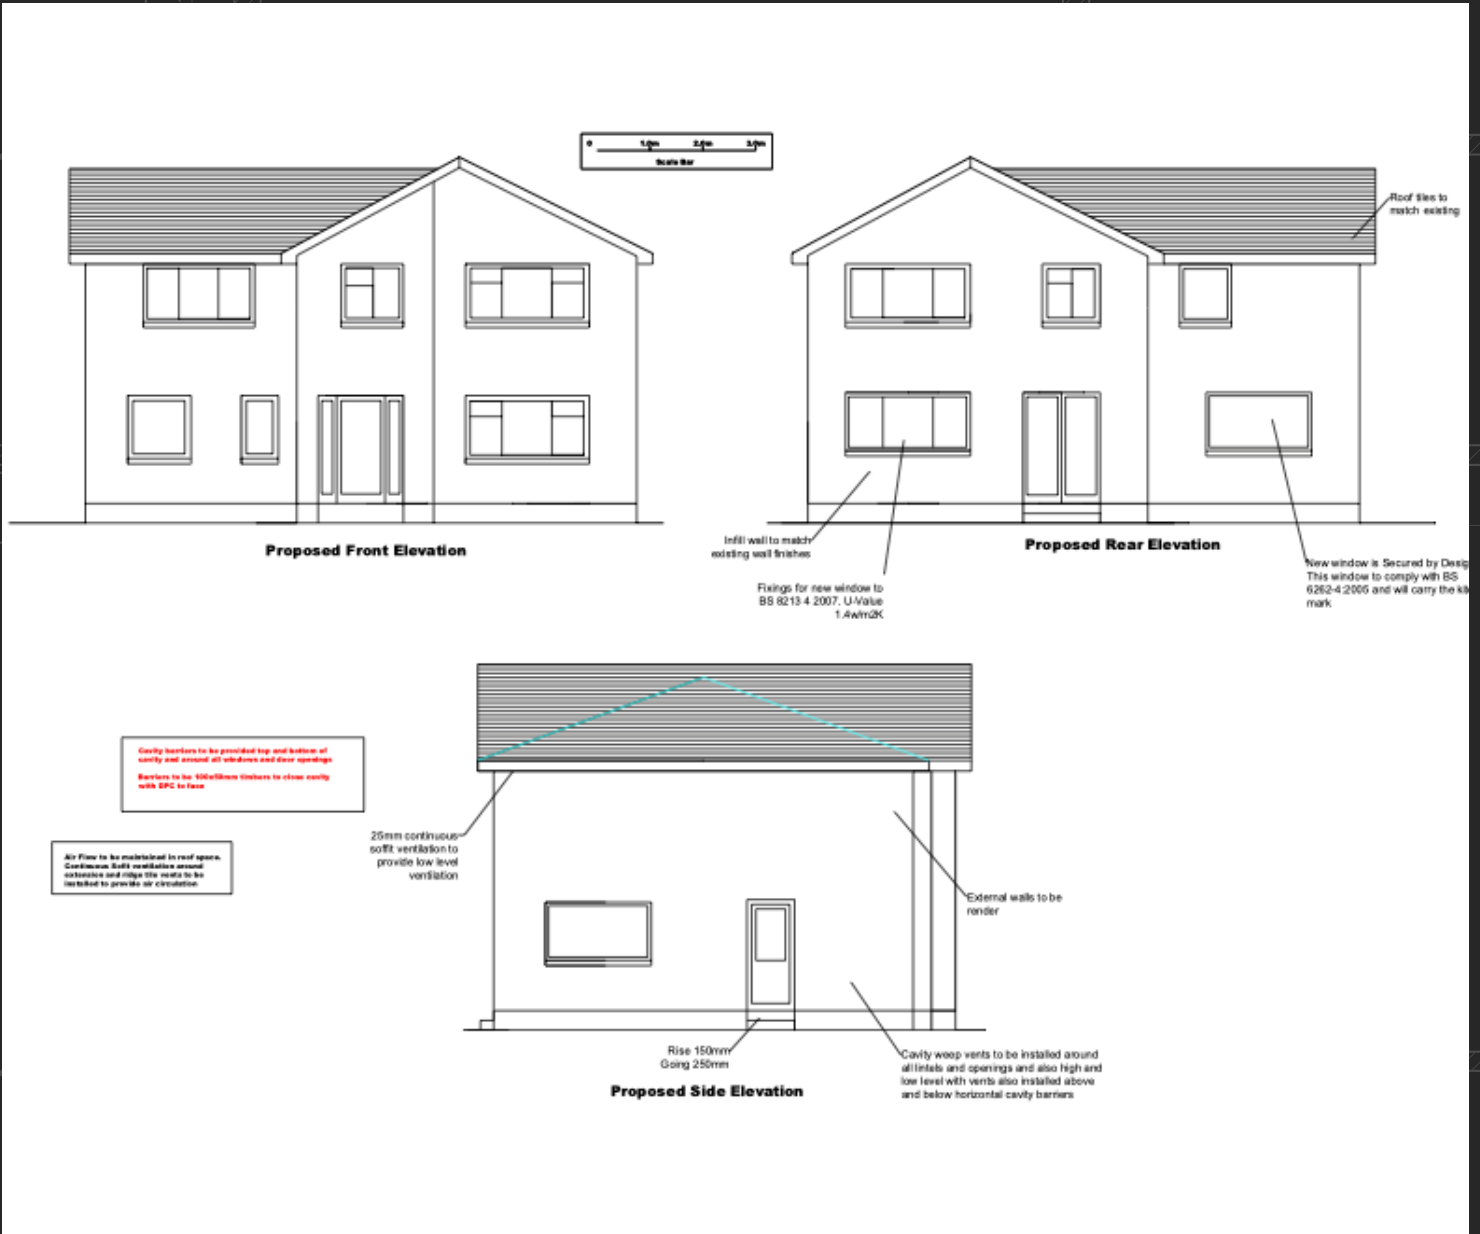 0 1.0m 2.0m 3.0m
Scale Bar
Roof tiles to
match existing
Proposed Front Elevation
Proposed Rear Elevation
Infill wall to match
existing wall finishes
Fixings for new window to
BS 8213 4 2007. U-Value
1.4w/m2K
New window is Secured by Desig
This window to comply with BS
6262-4:2005 and will carry the kit
mark
Cavity barriers to be provided top and bottom of
cavity and around all windows and door openings
Barriers to be 100x50mm timbers to close cavity
with DPC to face
Air Flow to be maintained in roof space.
Continuous Soffit ventilation around
extension and ridge tile vents to be
installed to provide air circulation
25mm continuous
soffit ventilation to
provide low level
ventilation
External walls to be
render
Rise 150mm
Going 250mm
Cavity weep vents to be installed around
all lintels and openings and also high and
low level with vents also installed above
and below horizontal cavity barriers
Proposed Side Elevation